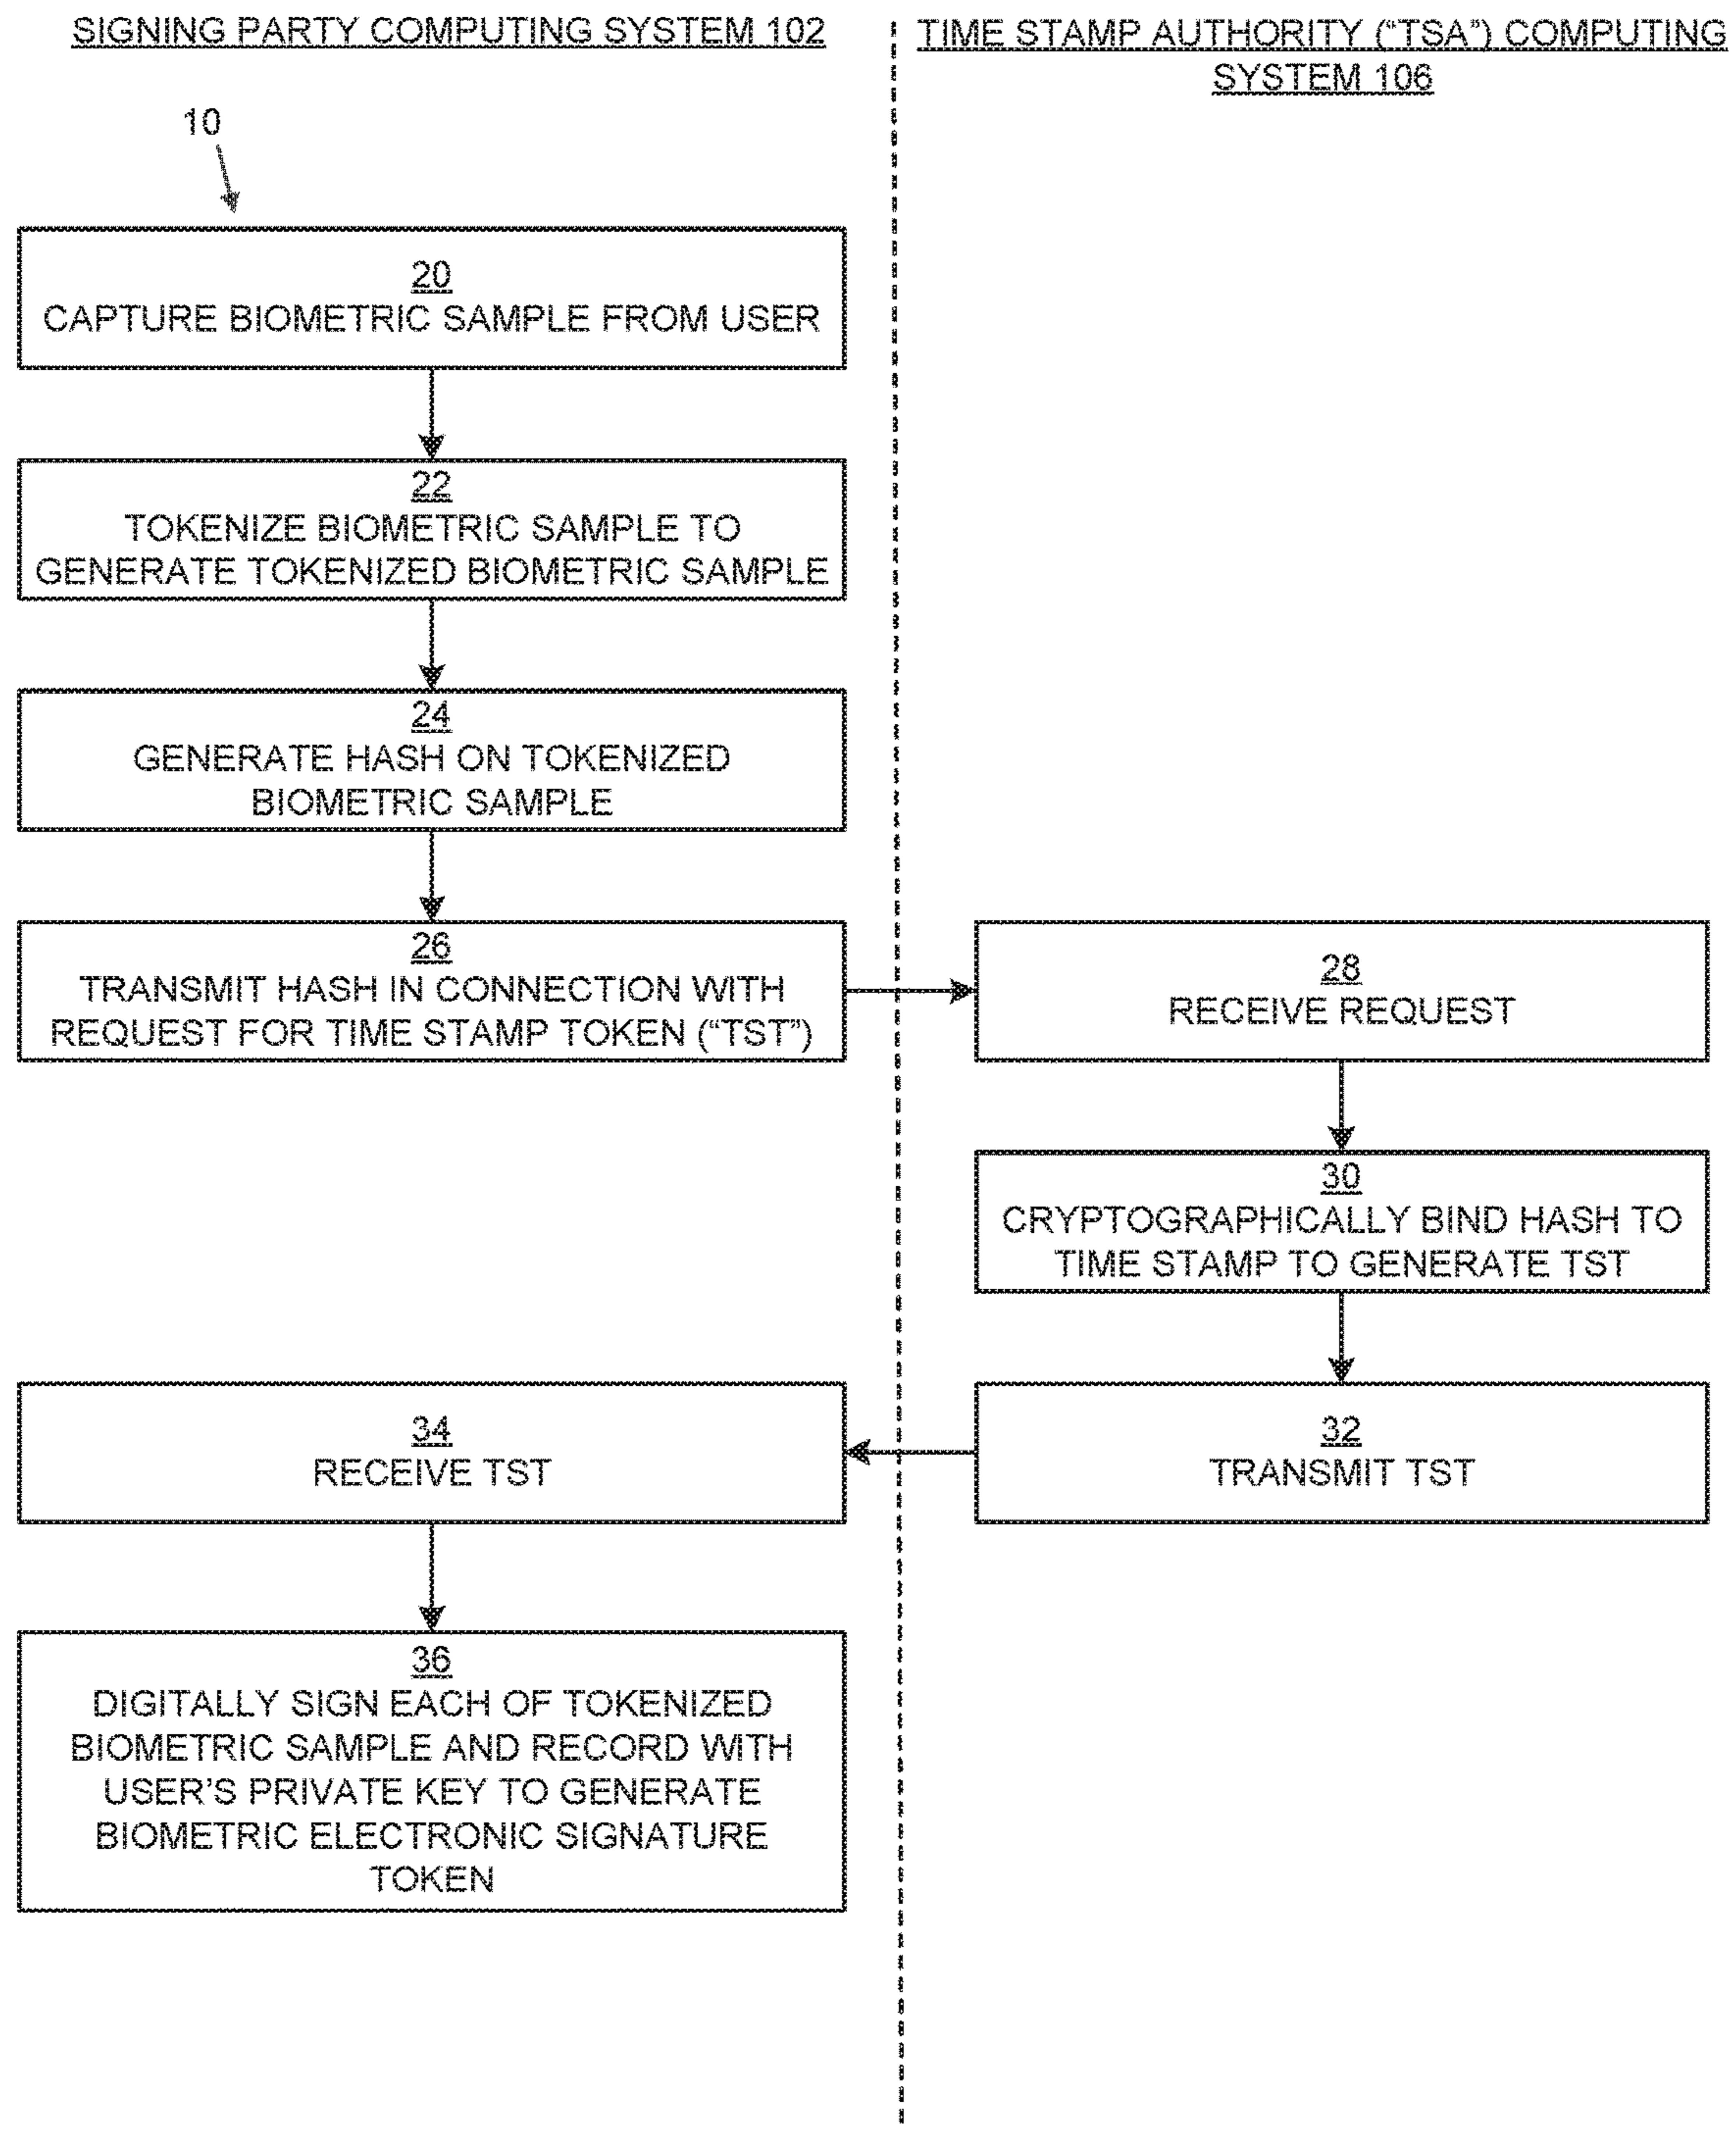 SIGNING PARTY COMPUTING SYSTEM 102
TIME STAMP AUTHORITY (“TSA”) COMPUTING
SYSTEM 106
10
20
CAPTURE BIOMETRIC SAMPLE FROM USER
22
TOKENIZE BIOMETRIC SAMPLE TO
GENERATE TOKENIZED BIOMETRIC SAMPLE
24
GENERATE HASH ON TOKENIZED
BIOMETRIC SAMPLE
26
TRANSMIT HASH IN CONNECTION WITH
REQUEST FOR TIME STAMP TOKEN (“TST”)
28
RECEIVE REQUEST
30
CRYPTOGRAPHICALLY BIND HASH TO
TIME STAMP TO GENERATE TST
32
TRANSMIT TST
34
RECEIVE TST
36
DIGITALLY SIGN EACH OF TOKENIZED
BIOMETRIC SAMPLE AND RECORD WITH
USER’S PRIVATE KEY TO GENERATE
BIOMETRIC ELECTRONIC SIGNATURE
TOKEN